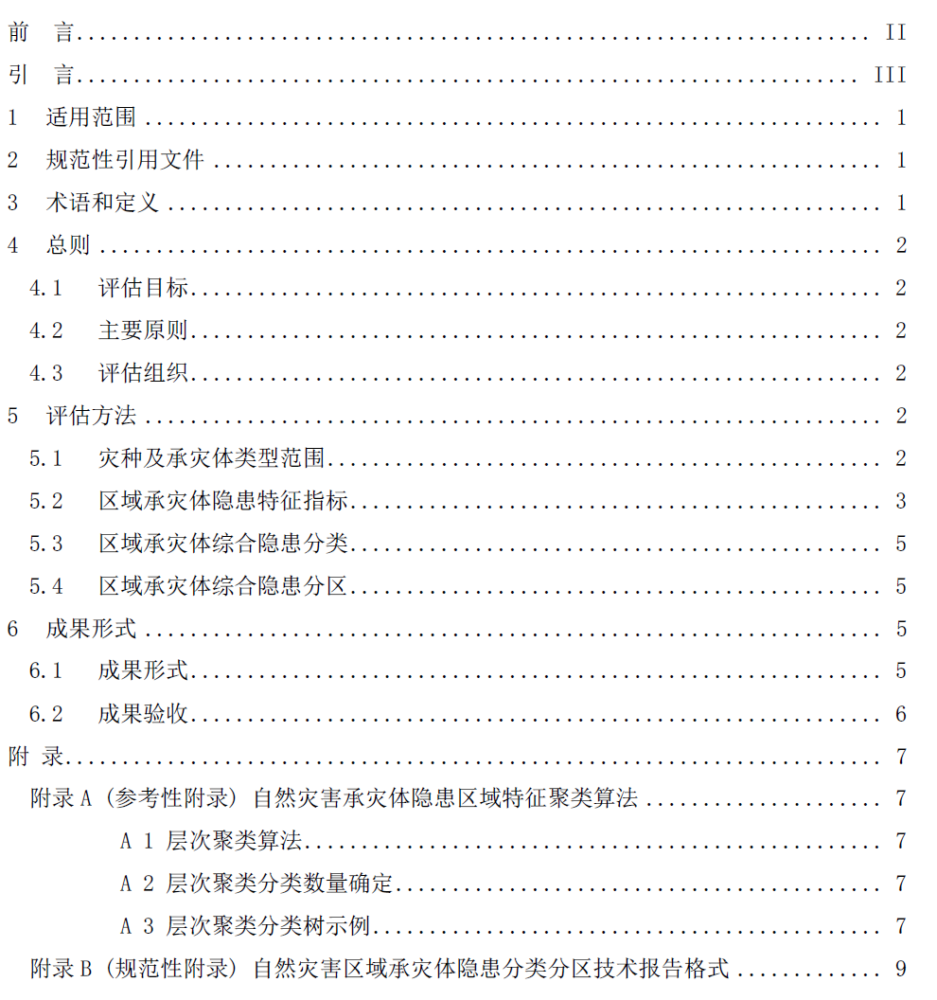 前　言...................................................................... II
引　言..................................................................... III
1　适用范围 ................................................................. 1
2　规范性引用文件 ........................................................... 1
3　术语和定义 ............................................................... 1
4　总则 ..................................................................... 2
4.1　评估目标............................................................. 2
4.2　主要原则............................................................. 2
4.3　评估组织............................................................. 2
5　评估方法 ................................................................. 2
5.1　灾种及承灾体类型范围................................................. 2
5.2　区域承灾体隐患特征指标............................................... 3
5.3　区域承灾体综合隐患分类............................................... 5
5.4　区域承灾体综合隐患分区............................................... 5
6　成果形式 ................................................................. 5
6.1　成果形式............................................................. 5
6.2　成果验收............................................................. 6
附 录........................................................................ 7
附录 A (参考性附录) 自然灾害承灾体隐患区域特征聚类算法 ..................... 7
A 1 层次聚类算法................................................... 7
A 2 层次聚类分类数量确定........................................... 7
A 3 层次聚类分类树示例............................................. 7
附录 B (规范性附录) 自然灾害区域承灾体隐患分类分区技术报告格式 ............. 9